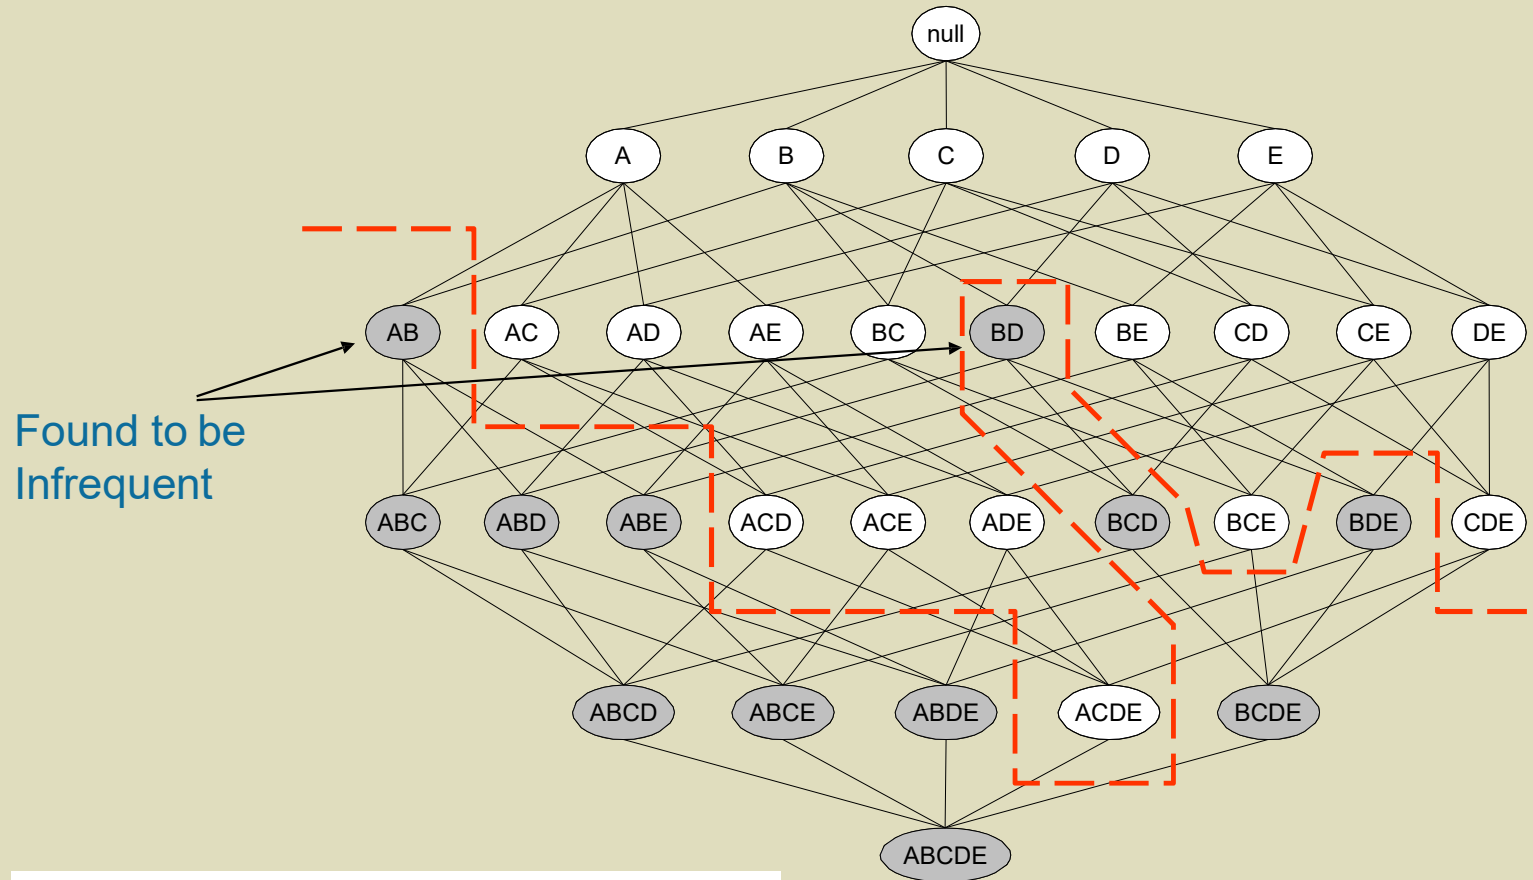 null
A B C D E
AB AC AD AE BC BD BE CD CE DE
Found to be
Infrequent
ABC ABD ABE ACD ACE ADE BCD BCE BDE CDE
ABCD ABCE ABDE ACDE BCDE
ABCDE